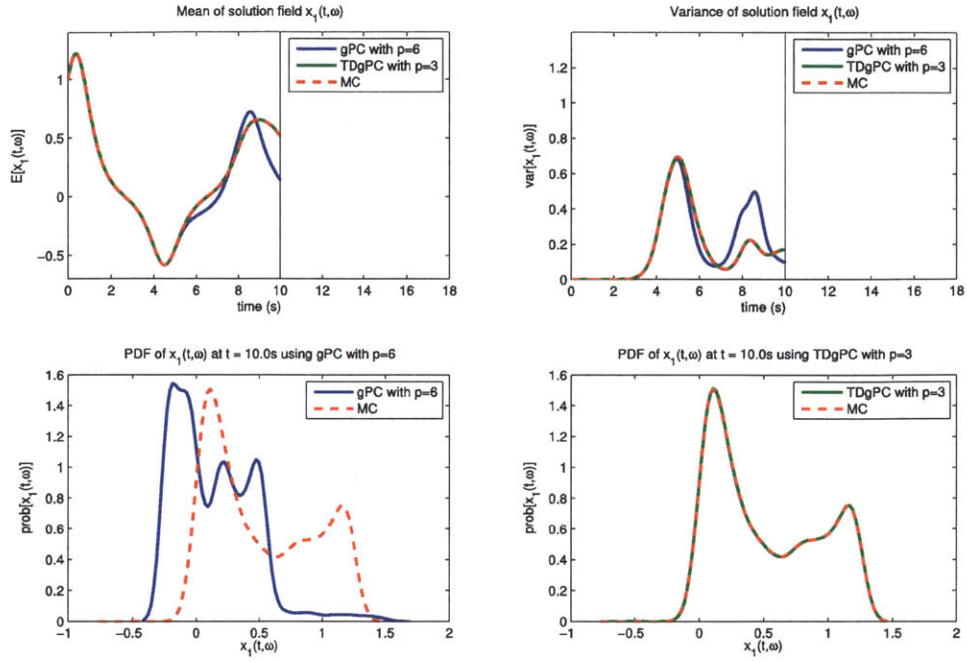 Mean of solution field x₁(t,ω)
gPC with p=6
TDgPC with p=3
MC
E[x₁(t,ω)]
1
0.5
0
−0.5
0 2 4 6 8 10 12 14 16 18
time (s)
Variance of solution field x₁(t,ω)
gPC with p=6
TDgPC with p=3
MC
var[x₁(t,ω)]
1.2
1.0
0.8
0.6
0.4
0.2
0
0 2 4 6 8 10 12 14 16 18
time (s)
PDF of x₁(t,ω) at t = 10.0s using gPC with p=6
gPC with p=6
MC
prob[x₁(t,ω)]
1.6
1.4
1.2
1
0.8
0.6
0.4
0.2
0
−1 −0.5 0 0.5 1 1.5 2
x₁(t,ω)
PDF of x₁(t,ω) at t = 10.0s using TDgPC with p=3
TDgPC with p=3
MC
prob[x₁(t,ω)]
1.6
1.4
1.2
1
0.8
0.6
0.4
0.2
0
−1 −0.5 0 0.5 1 1.5 2
x₁(t,ω)